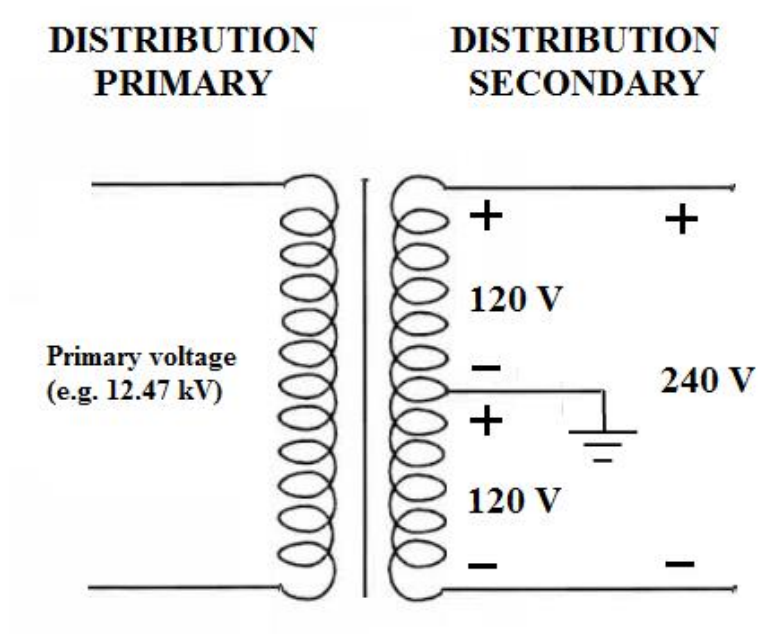 DISTRIBUTION
PRIMARY
DISTRIBUTION
SECONDARY
+
+
120 V
Primary voltage
(e.g. 12.47 kV)
−
240 V
+
120 V
−
−